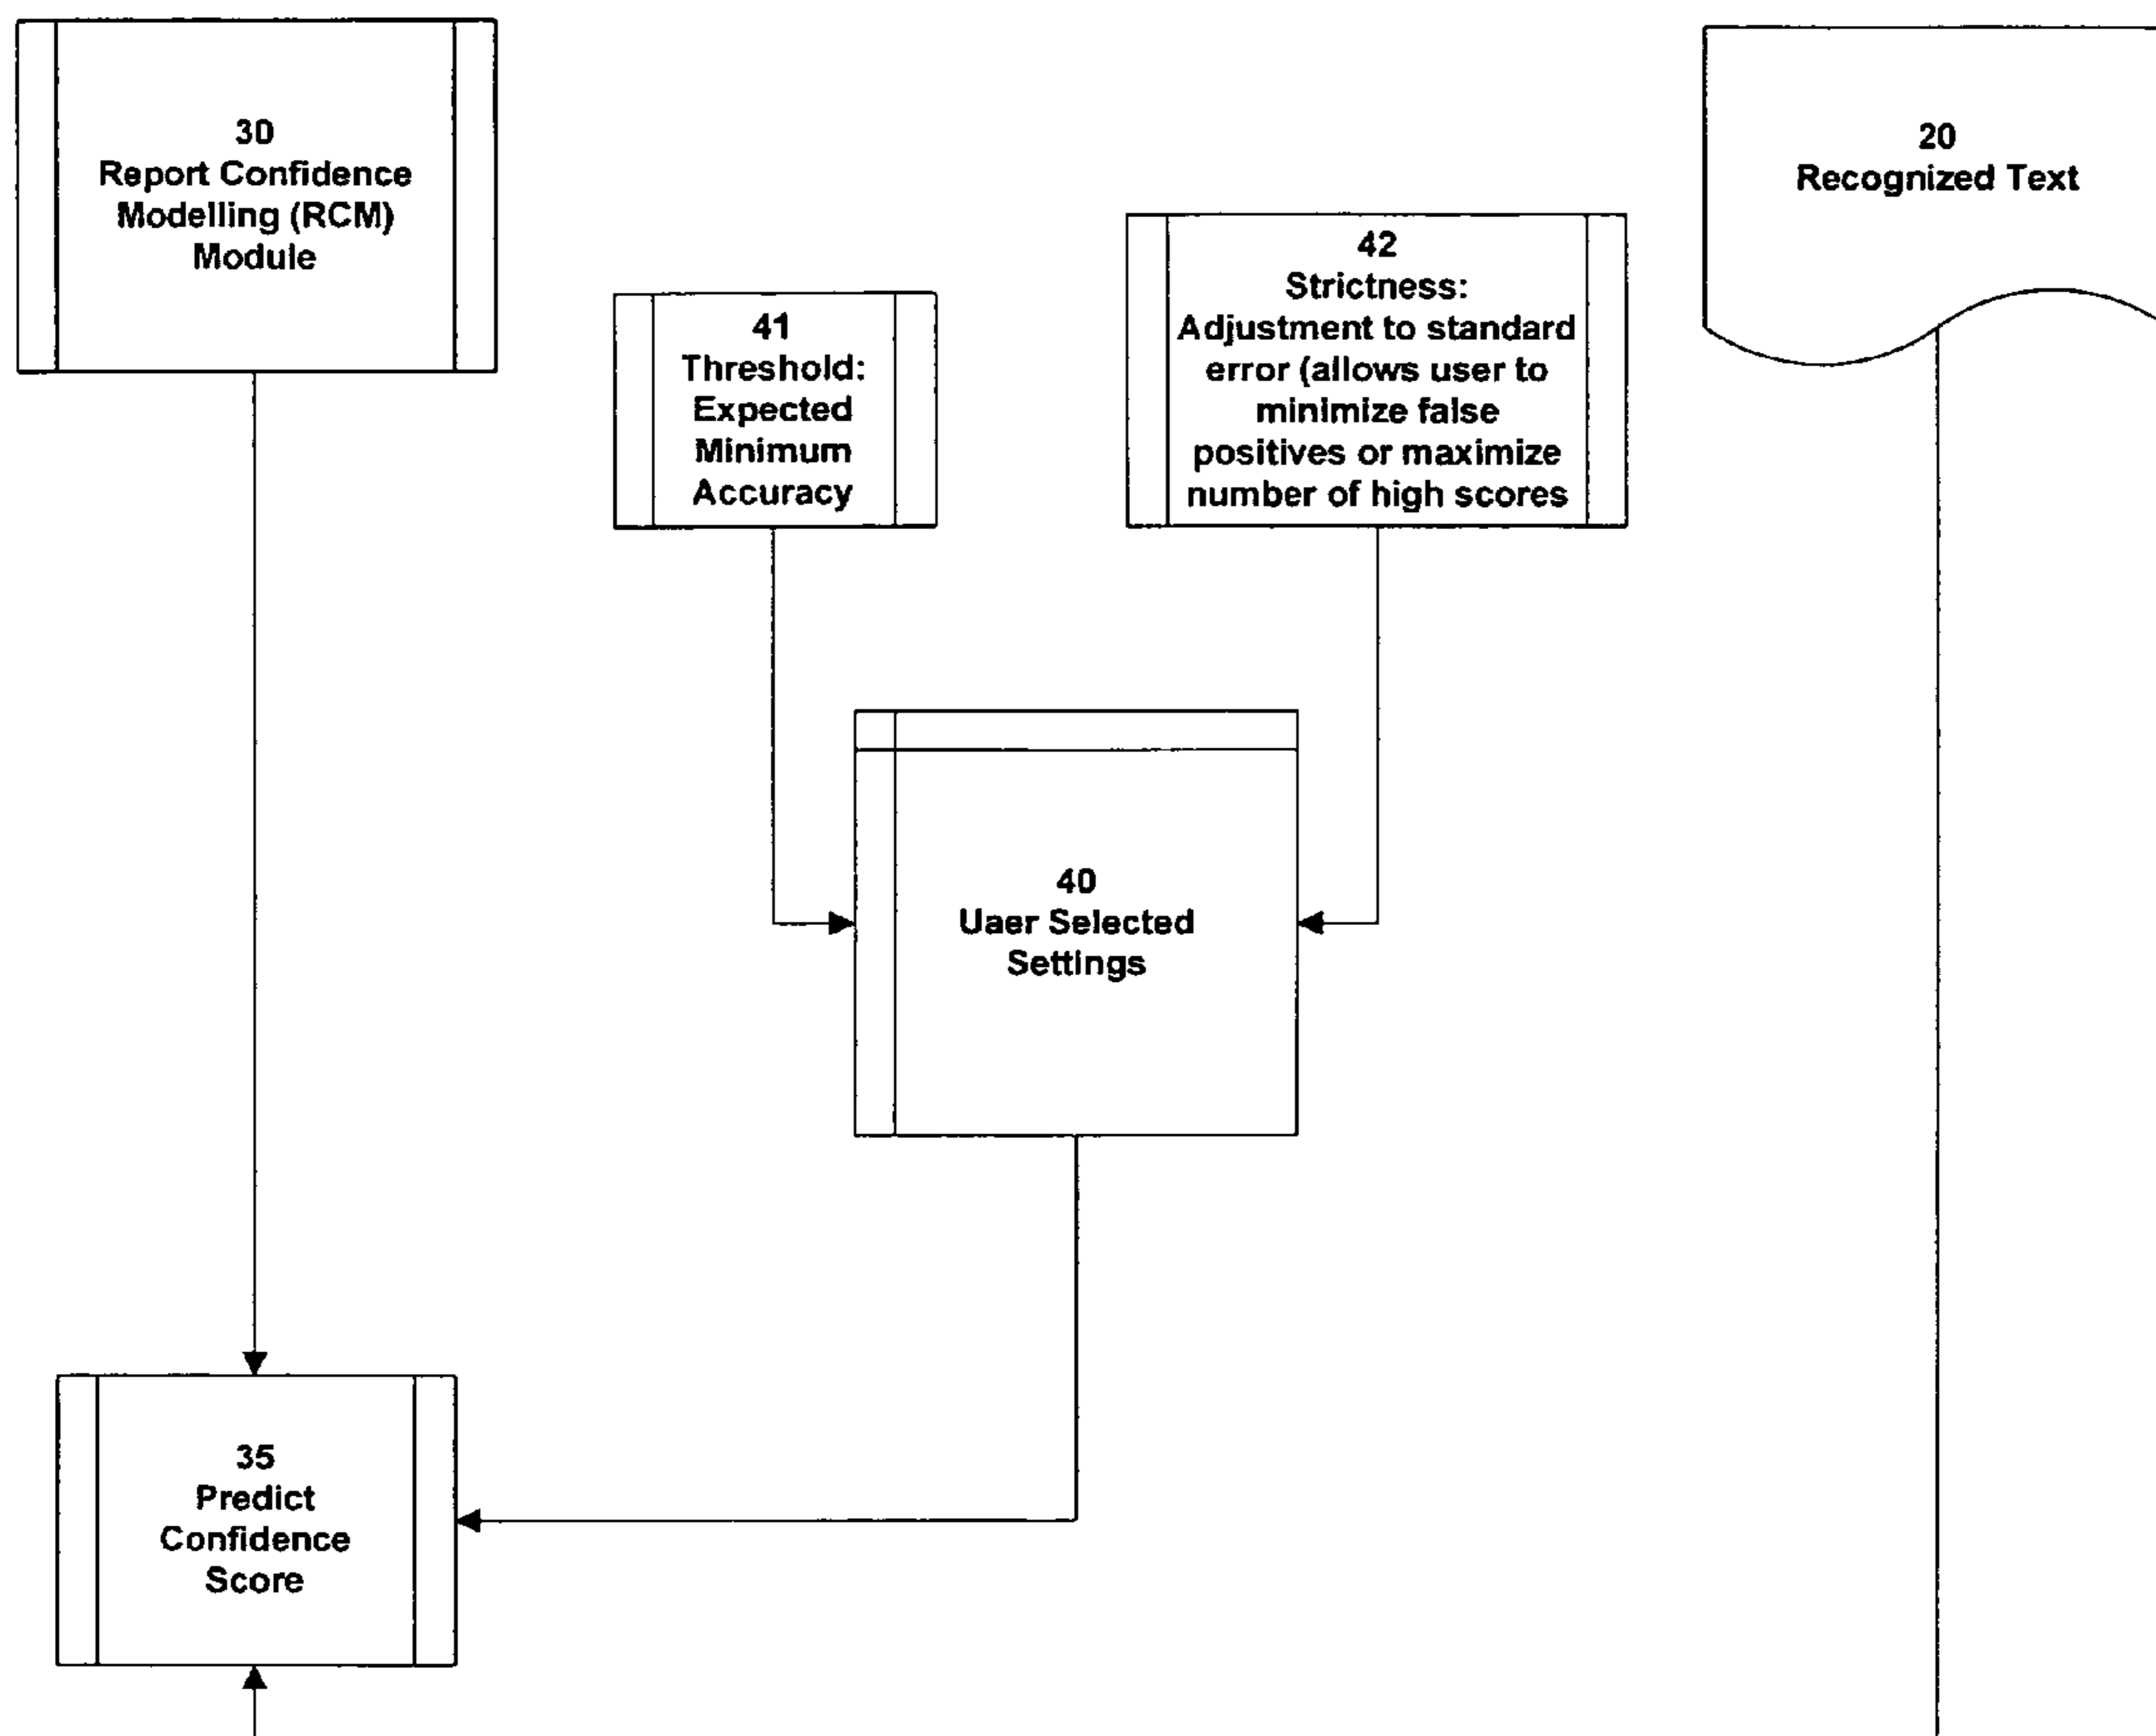 30
Report Confidence
Modelling (RCM)
Module
20
Recognized Text
41
Threshold:
Expected
Minimum
Accuracy
42
Strictness:
Adjustment to standard
error (allows user to
minimize false
positives or maximize
number of high scores
40
Uaer Selected
Settings
35
Predict
Confidence
Score